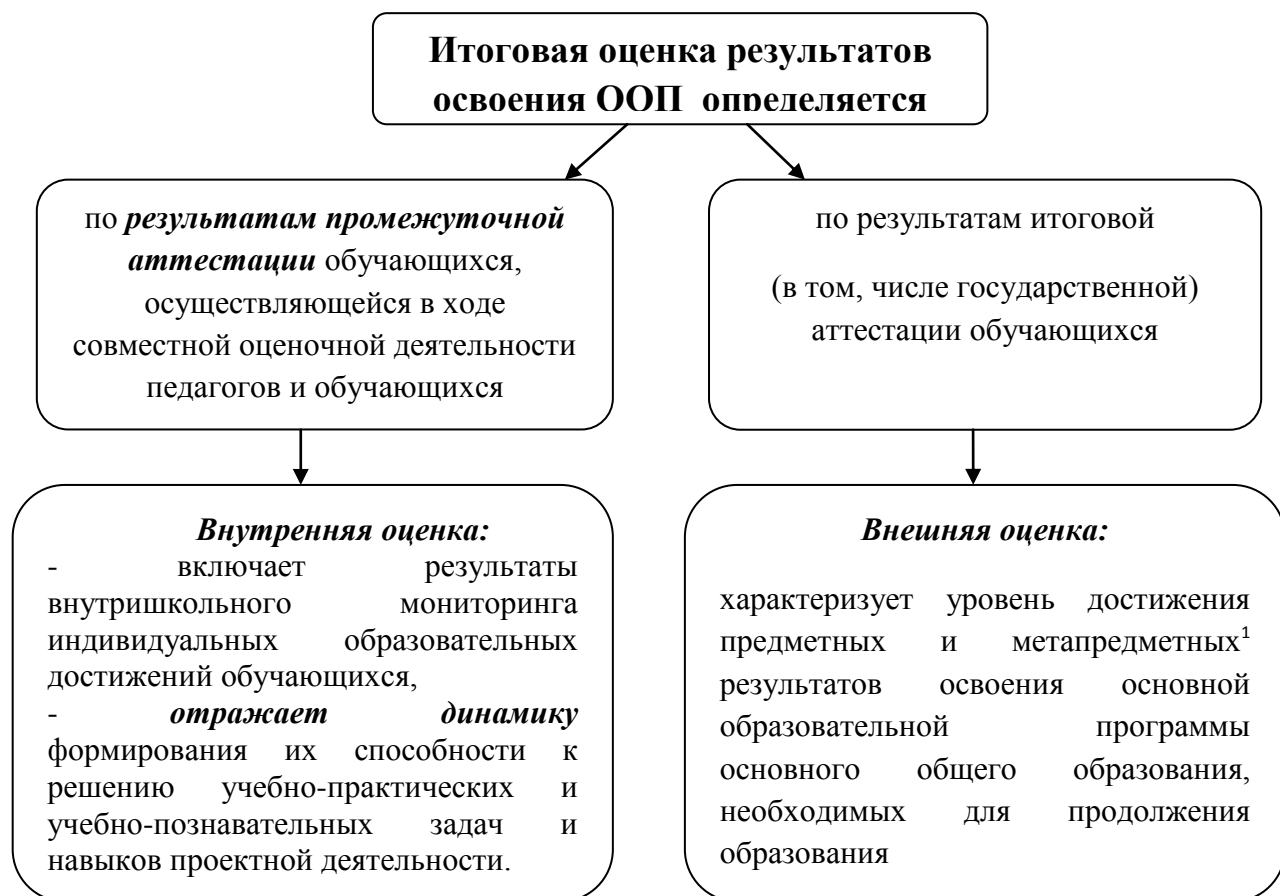 Итоговая оценка результатов
освоения ООП определяется
по результатам промежуточной
аттестации обучающихся,
осуществляющейся в ходе
совместной оценочной деятельности
педагогов и обучающихся
по результатам итоговой
(в том, числе государственной)
аттестации обучающихся
Внутренняя оценка:
- включает результаты
внутришкольного мониторинга
индивидуальных образовательных
достижений обучающихся,
- отражает динамику
формирования их способности к
решению учебно-практических и
учебно-познавательных задач и
навыков проектной деятельности.
Внешняя оценка:
характеризует уровень достижения
предметных и метапредметных¹
результатов освоения основной
образовательной программы
основного общего образования,
необходимых для продолжения
образования